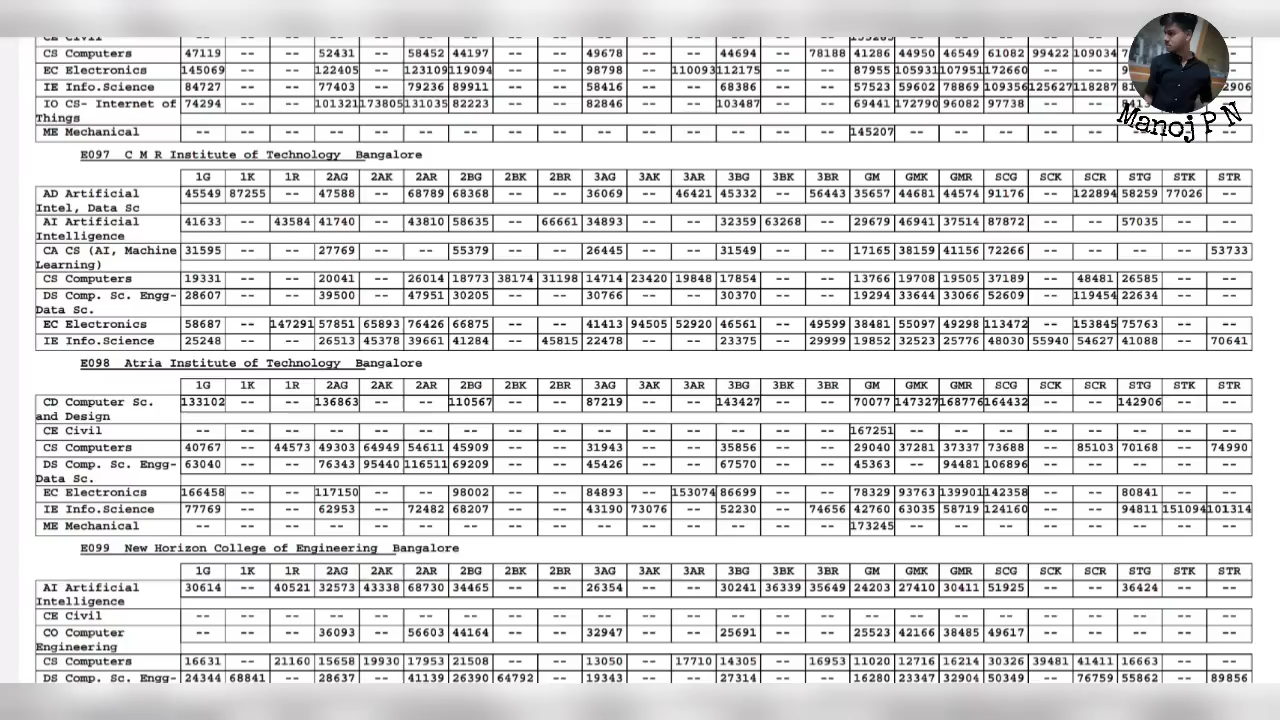 CS Computers 47119 -- -- 52431 -- 58452 44197 -- -- 49678 -- -- 44694 -- 78188 41286 44950 46549 61082 99422 109034
EC Electronics 145069 -- -- 122405 -- 123109 119094 -- -- 98798 -- 110093 112175 -- -- 87955 105931 107951 172660 -- --
IE Info.Science 84727 -- -- 77403 -- 79236 89911 -- -- 58416 -- -- 68386 -- -- 57523 59602 78869 109356 125627 118287
IO CS- Internet of 74294 -- -- 101321 173805 131035 82223 -- -- 82846 -- -- 103487 -- -- 69441 172790 96082 97738 -- --
Things
ME Mechanical -- -- -- -- -- -- -- -- -- -- -- -- -- -- -- 145207 -- -- -- -- --
Manoj P N
E097 C M R Institute of Technology Bangalore
1G 1K 1R 2AG 2AK 2AR 2BG 2BK 2BR 3AG 3AK 3AR 3BG 3BK 3BR GM GMK GMR SCG SCK SCR STG STK STR
AD Artificial 45549 87255 -- 47588 -- 68789 68368 -- -- 36069 -- 46421 45332 -- 56443 35657 44681 44574 91176 -- 122894 58259 77026 --
Intel, Data Sc
AI Artificial 41633 -- 43584 41740 -- 43810 58635 -- 66661 34893 -- -- 32359 63268 -- 29679 46941 37514 87872 -- -- 57035 -- --
Intelligence
CA CS (AI, Machine 31595 -- -- 27769 -- -- 55379 -- -- 26445 -- -- 31549 -- -- 17165 38159 41156 72266 -- -- -- -- 53733
Learning)
CS Computers 19331 -- -- 20041 -- 26014 18773 38174 31198 14714 23420 19848 17854 -- -- 13766 19708 19505 37189 -- 48481 26585 -- --
DS Comp. Sc. Engg- 28607 -- -- 39500 -- 47951 30205 -- -- 30766 -- -- 30370 -- -- 19294 33644 33066 52609 -- 119454 22634 -- --
Data Sc.
EC Electronics 58687 -- 147291 57851 65893 76426 66875 -- -- 41413 94505 52920 46561 -- 49599 38481 55097 49298 113472 -- 153845 75763 -- --
IE Info.Science 25248 -- -- 26513 45378 39661 41284 -- 45815 22478 -- -- 23375 -- 29999 19852 32523 25776 48030 55940 54627 41088 -- 70641
E098 Atria Institute of Technology Bangalore
1G 1K 1R 2AG 2AK 2AR 2BG 2BK 2BR 3AG 3AK 3AR 3BG 3BK 3BR GM GMK GMR SCG SCK SCR STG STK STR
CD Computer Sc. 133102 -- -- 136863 -- -- 110567 -- -- 87219 -- -- 143427 -- -- 70077 147327 168776 164432 -- -- 142906 -- --
and Design
CE Civil -- -- -- -- -- -- -- -- -- -- -- -- -- -- -- 167251 -- -- -- -- -- -- -- --
CS Computers 40767 -- 44573 49303 64949 54611 45909 -- -- 31943 -- -- 35856 -- -- 29040 37281 37337 73688 -- 85103 70168 -- 74990
DS Comp. Sc. Engg- 63040 -- -- 76343 95440 116511 69209 -- -- 45426 -- -- 67570 -- -- 45363 -- 94481 106896 -- -- -- -- --
Data Sc.
EC Electronics 166458 -- -- 117150 -- -- 98002 -- -- 84893 -- 153074 86699 -- -- 78329 93763 139901 142358 -- -- 80841 -- --
IE Info.Science 77769 -- -- 62953 -- 72482 68207 -- -- 43190 73076 -- 52230 -- 74656 42760 63035 58719 124160 -- -- 94811 151094 101314
ME Mechanical -- -- -- -- -- -- -- -- -- -- -- -- -- -- -- 173245 -- -- -- -- -- -- -- --
E099 New Horizon College of Engineering Bangalore
1G 1K 1R 2AG 2AK 2AR 2BG 2BK 2BR 3AG 3AK 3AR 3BG 3BK 3BR GM GMK GMR SCG SCK SCR STG STK STR
AI Artificial 30614 -- 40521 32573 43338 68730 34465 -- -- 26354 -- -- 30241 36339 35649 24203 27410 30411 51925 -- -- 36424 -- --
Intelligence
CE Civil -- -- -- -- -- -- -- -- -- -- -- -- -- -- -- -- -- -- -- -- -- -- -- --
CO Computer -- -- -- 36093 -- 56603 44164 -- -- 32947 -- -- 25691 -- -- 25523 42166 38485 49617 -- -- -- -- --
Engineering
CS Computers 16631 -- 21160 15658 19930 17953 21508 -- -- 13050 -- 17710 14305 -- 16953 11020 12716 16214 30326 39481 41411 16663 -- --
DS Comp. Sc. Engg- 24344 68841 -- 28637 -- 41139 26390 64792 -- 19343 -- -- 27314 -- -- 16280 23347 32904 50349 -- 76759 55862 -- 89856